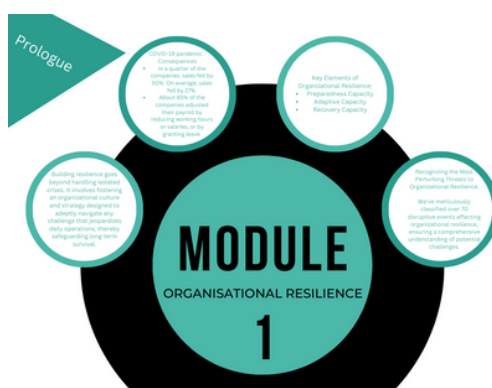 Prologue
COVID-19 pandemic
Consequences
• In a quarter of the
companies, sales fell by
50%. On average, sales
fell by 27%.
• About 65% of the
companies adjusted
their payroll by
reducing working hours
or salaries, or by
granting leave.
Key Elements of
Organizational Resilience:
• Preparedness Capacity
• Adaptive Capacity
• Recovery Capacity
Building resilience goes
beyond handling isolated
crises. It involves fostering
an organizational culture
and strategy designed to
adeptly navigate any
challenge that jeopardizes
daily operations, thereby
safeguarding long-term
survival.
Recognizing the Most
Perturbing Threats to
Organizational Resilience
We've meticulously
classified over 70
disruptive events affecting
organizational resilience,
ensuring a comprehensive
understanding of potential
challenges.
MODULE
ORGANISATIONAL RESILIENCE
1